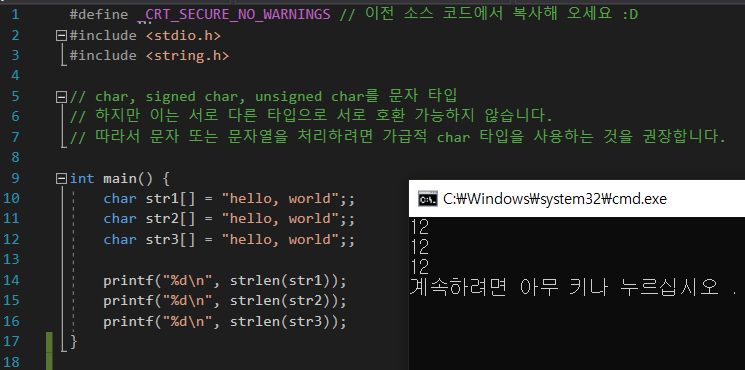 1 #define _CRT_SECURE_NO_WARNINGS // 이전 소스 코드에서 복사해 오세요 :D
2 #include <stdio.h>
3 #include <string.h>
4
5 // char, signed char, unsigned char를 문자 타입
6 // 하지만 이는 서로 다른 타입으로 서로 호환 가능하지 않습니다.
7 // 따라서 문자 또는 문자열을 처리하려면 가급적 char 타입을 사용하는 것을 권장합니다.
8
9 int main() {
10 char str1[] = "hello, world";;
11 char str2[] = "hello, world";;
12 char str3[] = "hello, world";;
13
14 printf("%d\n", strlen(str1));
15 printf("%d\n", strlen(str2));
16 printf("%d\n", strlen(str3));
17 }
18
C:\Windows\system32\cmd.exe
12
12
12
계속하려면 아무 키나 누르십시오 .